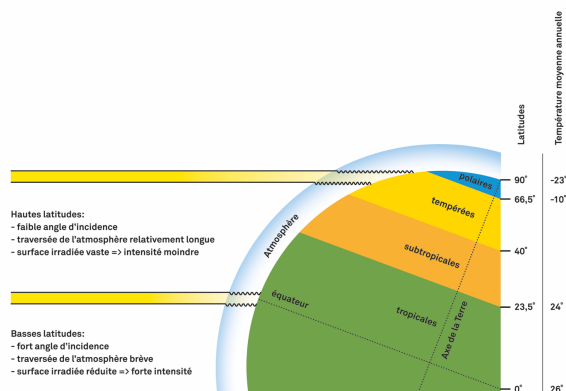 Latitudes
Température moyenne annuelle
polaires
90°
-23°
66,5°
-10°
tempérées
Hautes latitudes:
- faible angle d'incidence
- traversée de l'atmosphère relativement longue
- surface irradiée vaste => intensité moindre
Atmosphère
40°
subtropicales
équateur
tropicales
Axe de la Terre
23,5°
24°
Basses latitudes:
- fort angle d'incidence
- traversée de l'atmosphère brève
- surface irradiée réduite => forte intensité
0°
26°